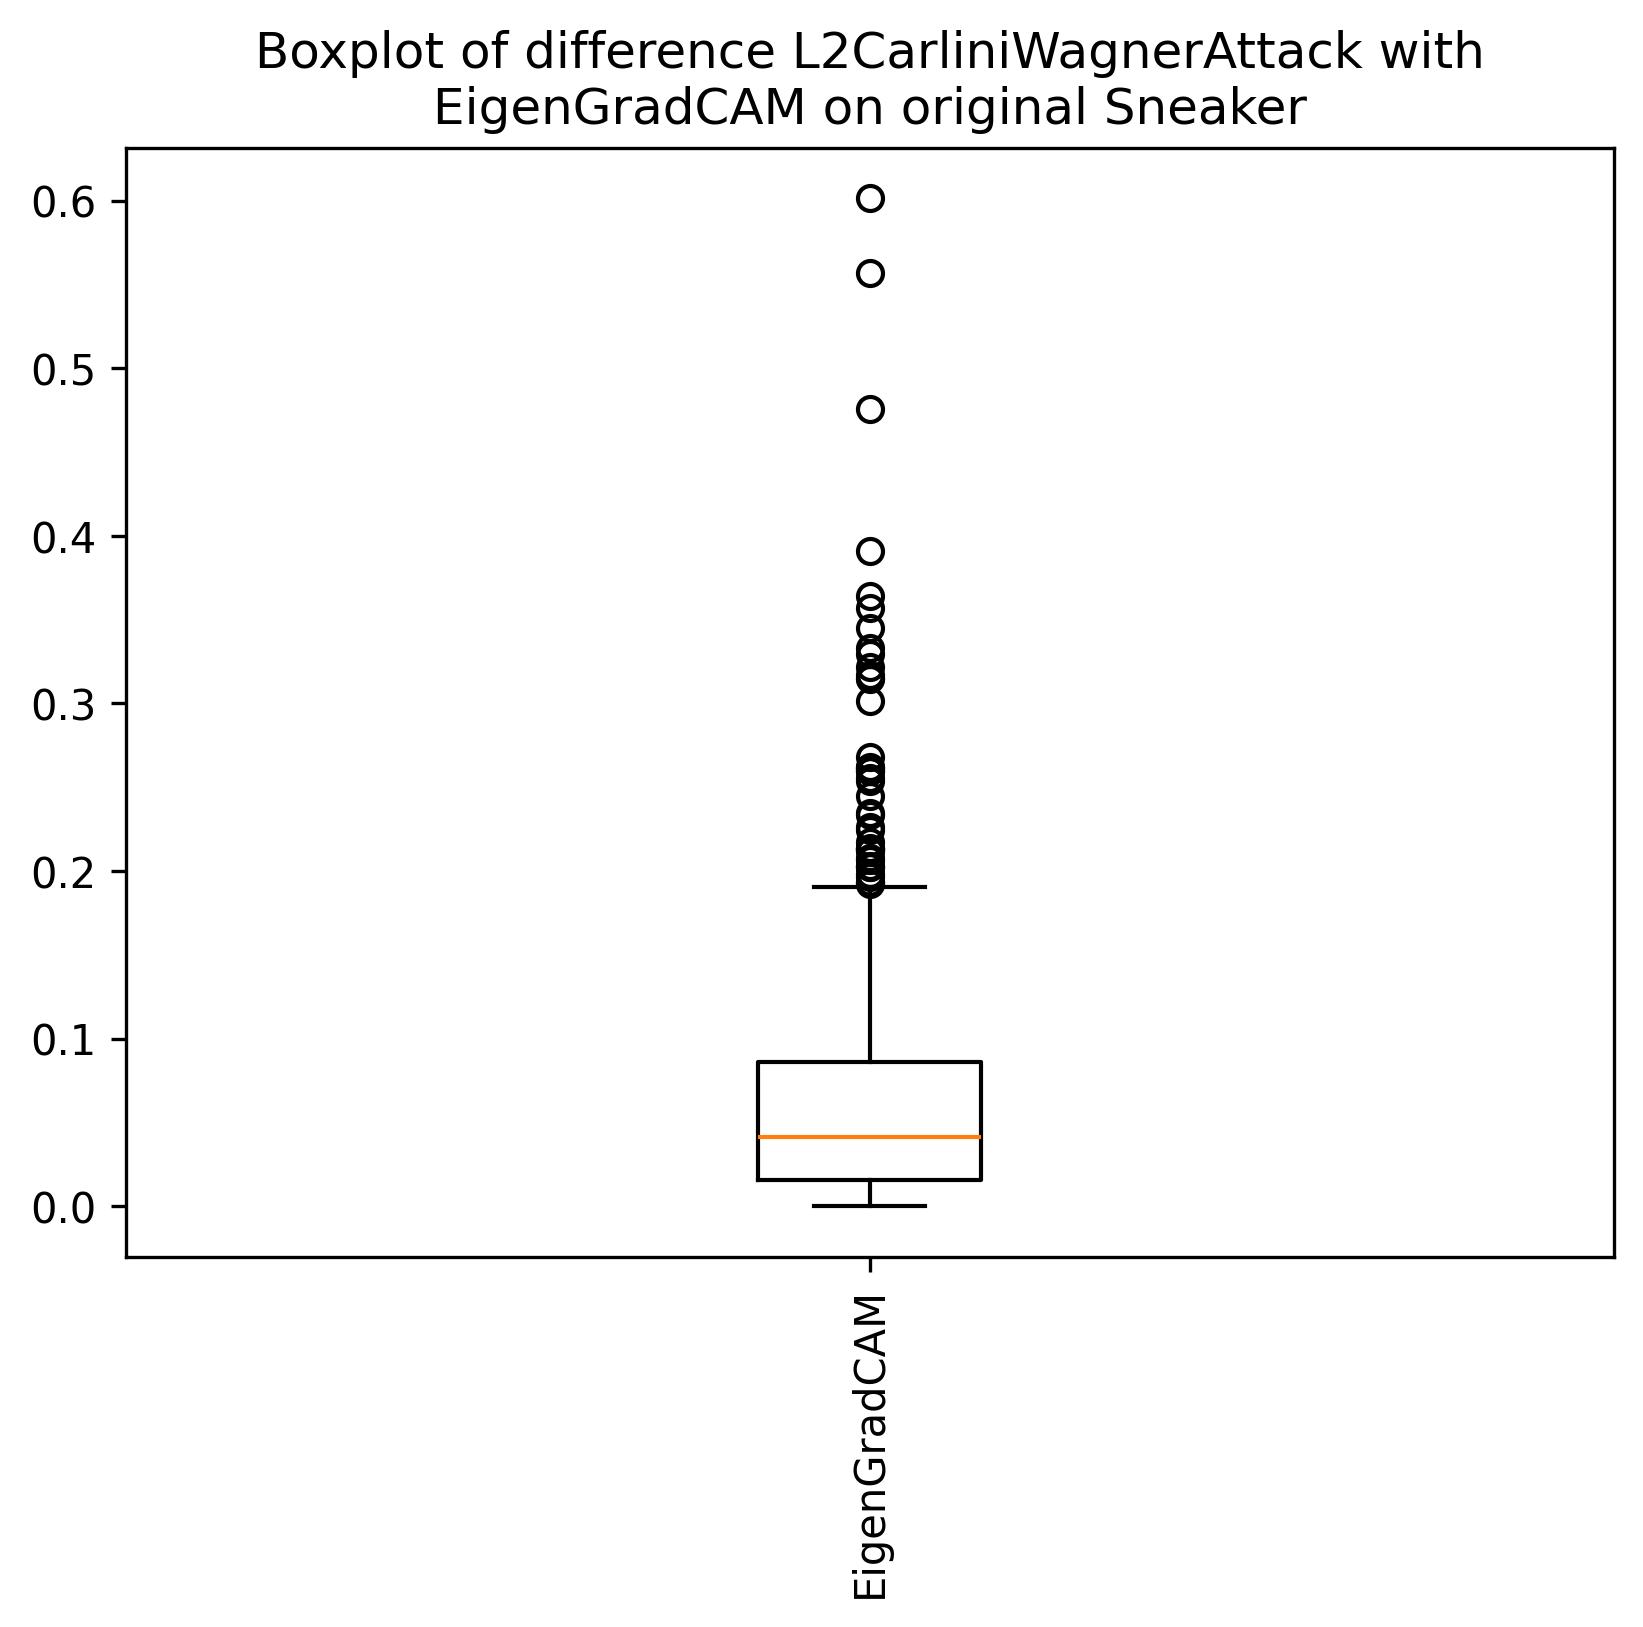 Boxplot of difference L2CarliniWagnerAttack with
EigenGradCAM on original Sneaker
0.6
0.5
0.4
0.3
0.2
0.1
0.0
EigenGradCAM